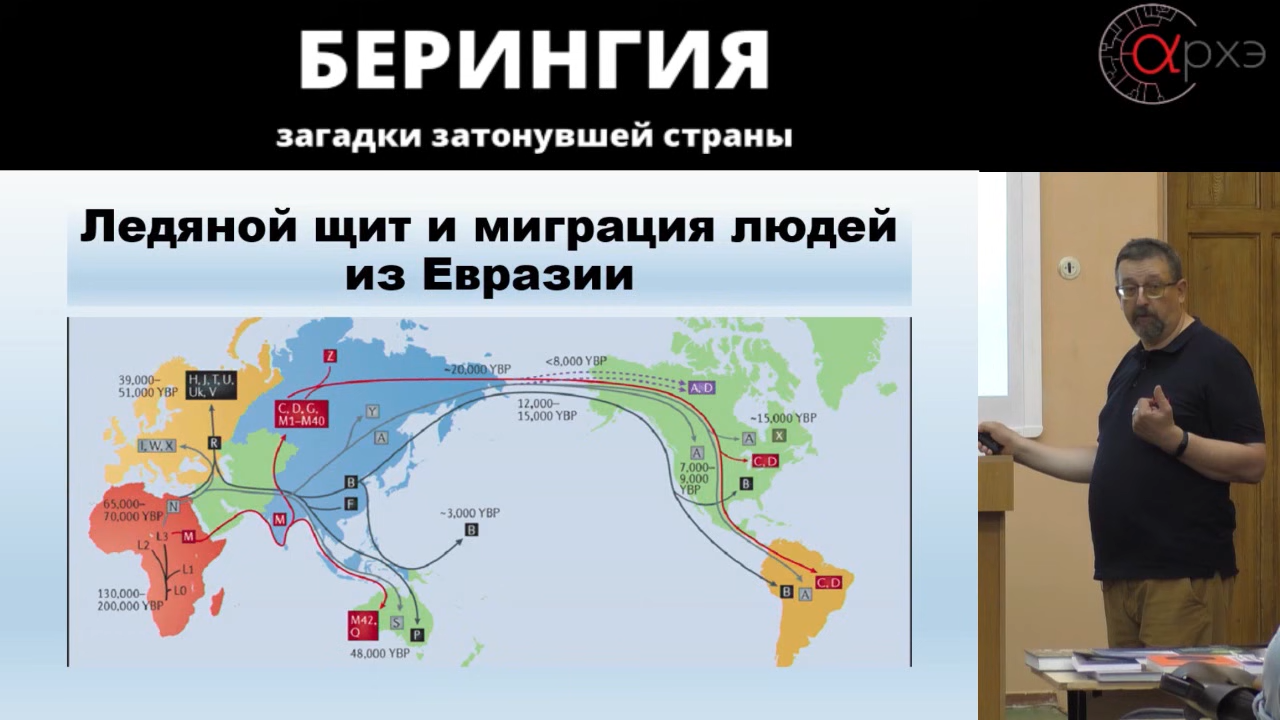 БЕРИНГИЯ
загадки затонувшей страны
αрхэ
Ледяной щит и миграция людей
из Евразии
39,000–
51,000 YBP
H, J, T, U,
Uk, V
Z
C, D, G,
M1–M40
~20,000 YBP
<8,000 YBP
A, D
12,000–
15,000 YBP
~15,000 YBP
Y
A
A
X
I, W, X
R
A
C, D
7,000–
9,000
YBP
B
B
F
65,000–
70,000 YBP
N
M
~3,000 YBP
B
L3
M
L2
L1
L0
130,000–
200,000 YBP
C, D
B
A
M42,
Q
S
P
48,000 YBP